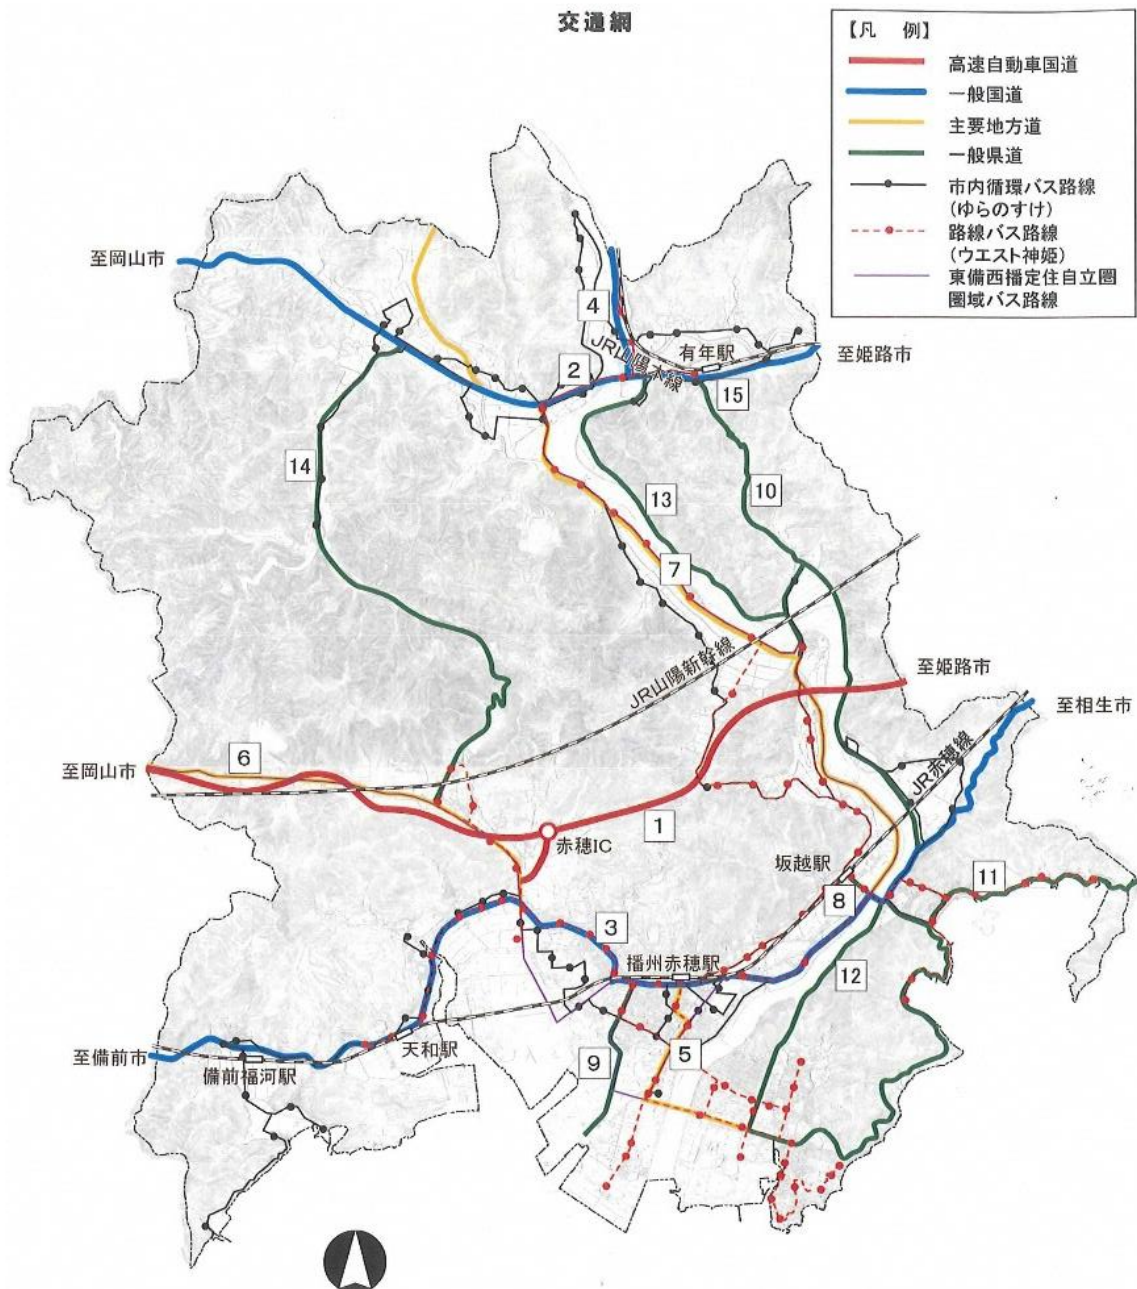 交通網
【凡 例】
高速自動車国道
一般国道
主要地方道
一般県道
市内循環バス路線
(ゆらのすけ)
路線バス路線
(ウエスト神姫)
東備西播定住自立圏
圏域バス路線
至岡山市
4
JR山陽本線
有年駅
至姫路市
2
15
14
13
10
7
JR山陽新幹線
至姫路市
至相生市
6
至岡山市
JR赤穂線
1
赤穂IC
坂越駅
8
11
3
播州赤穂駅
12
天和駅
至備前市
備前福河駅
9
5